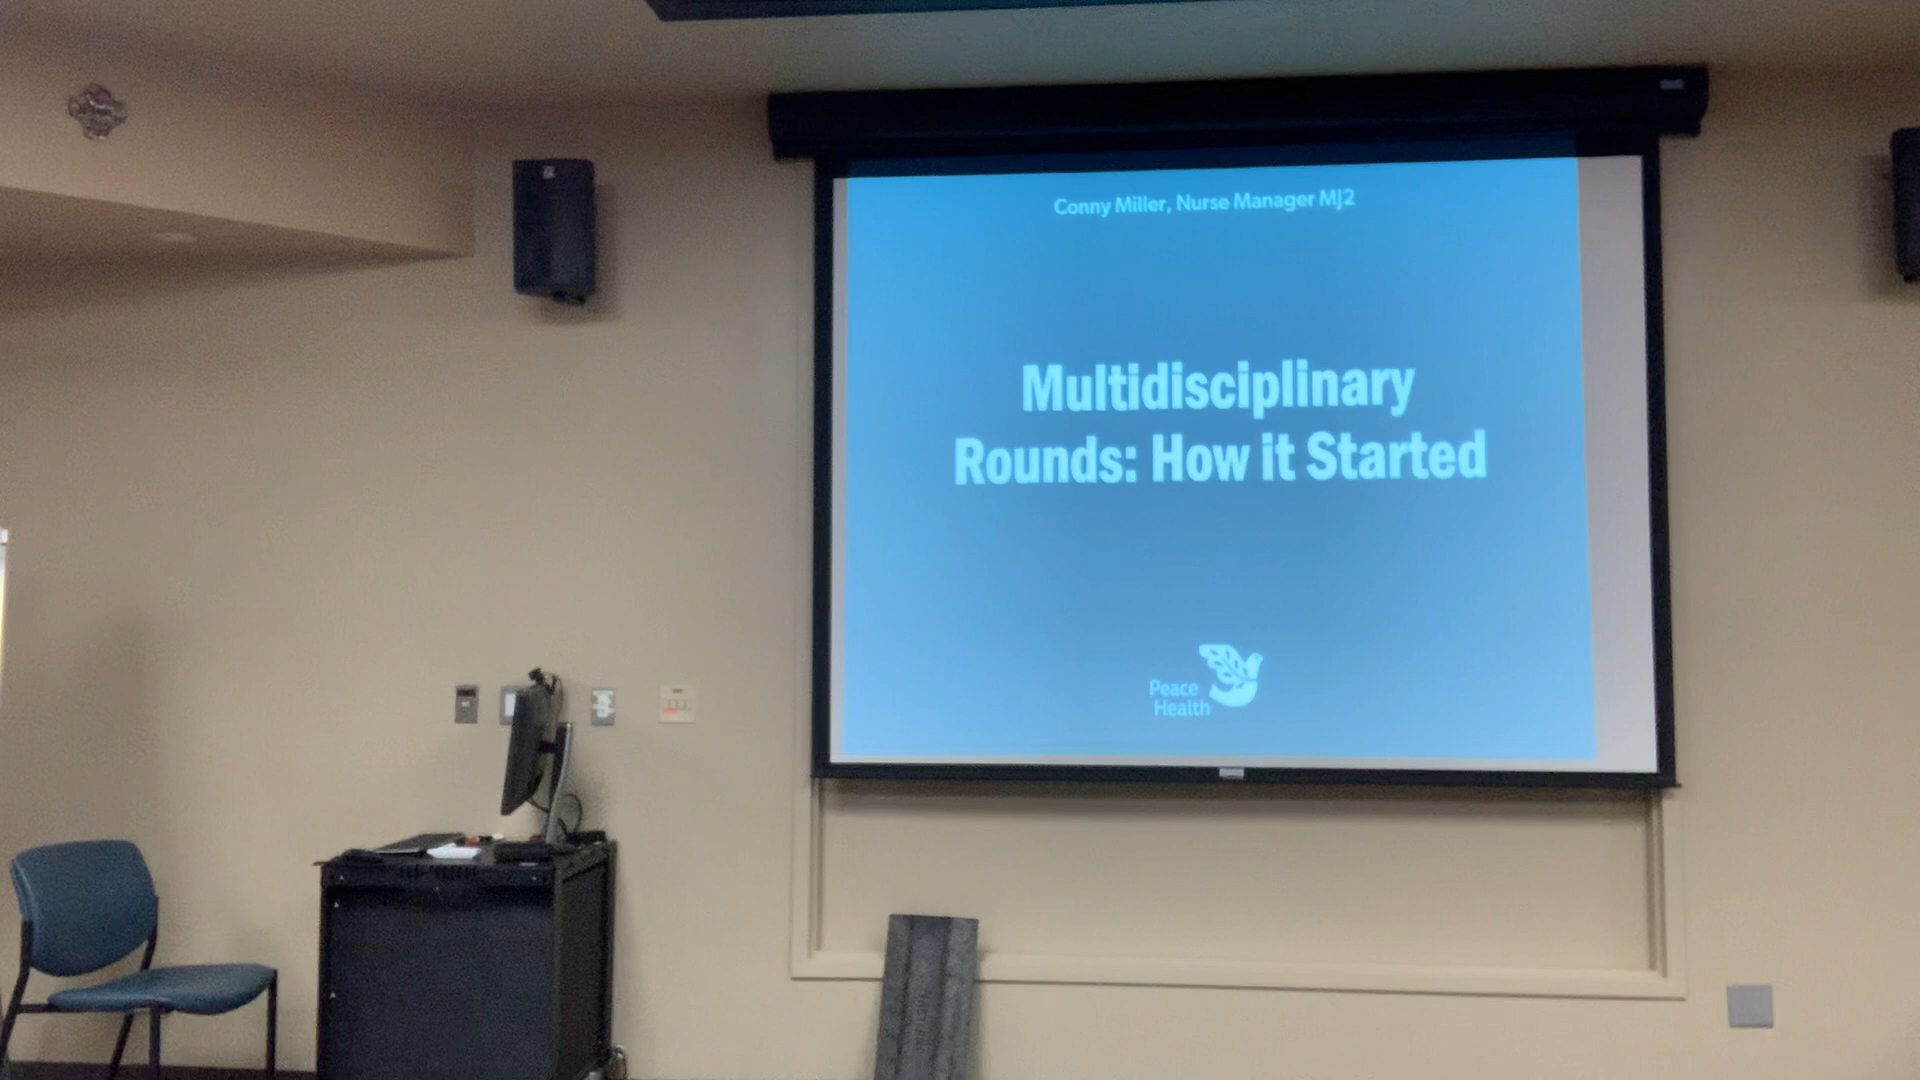 Conny Miller, Nurse Manager MJ2
Multidisciplinary
Rounds: How it Started
Peace
Health